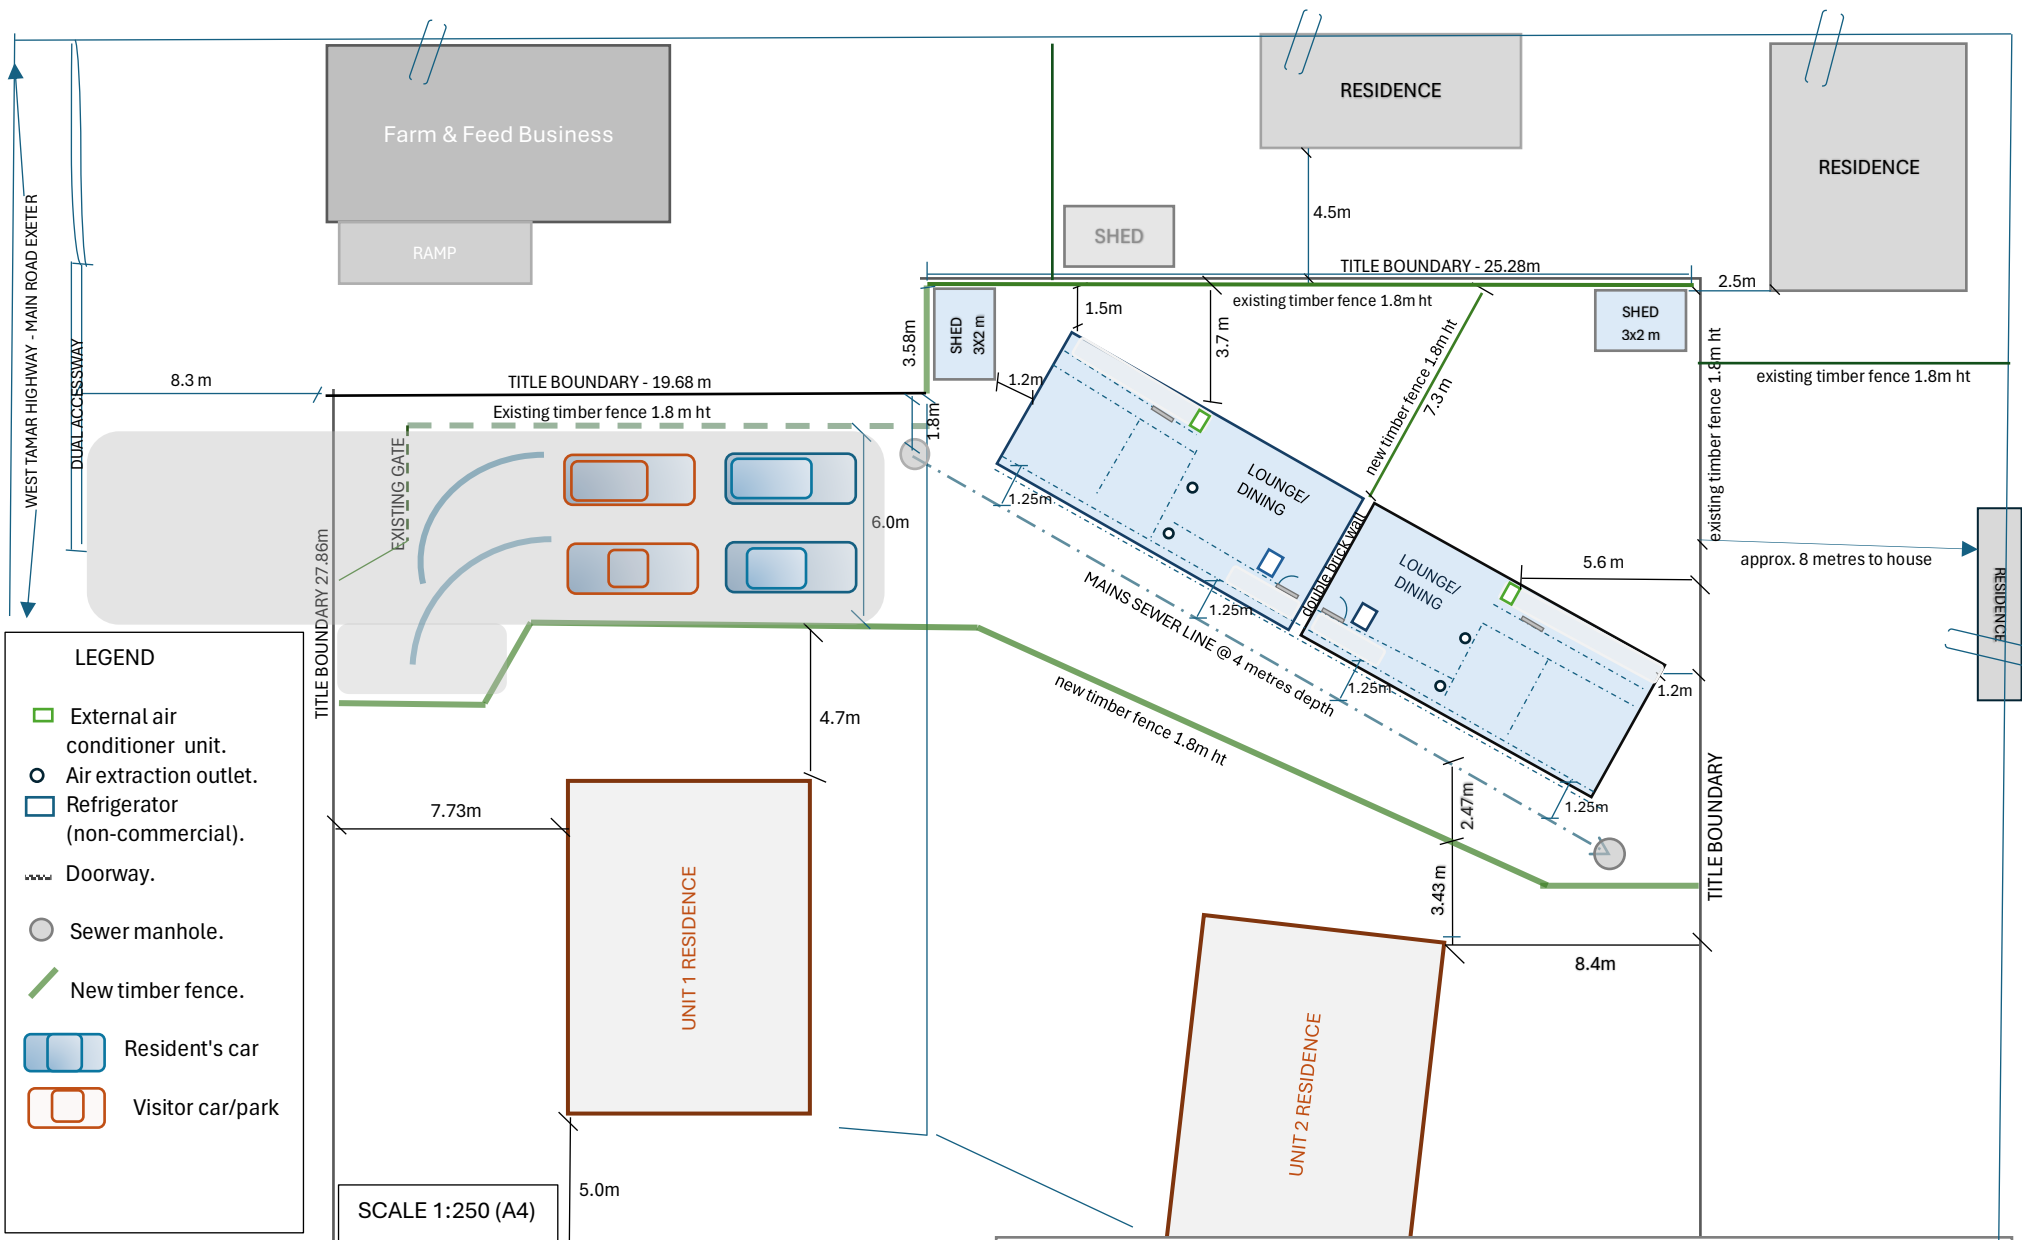 RESIDENCE
Farm & Feed Business
RESIDENCE
4.5m
SHED
RAMP
TITLE BOUNDARY - 25.28m
2.5m
existing timber fence 1.8m ht
1.5m
SHED
3X2 m
SHED
3x2 m
3.58m
3.7 m
WEST TAMAR HIGHWAY - MAIN ROAD EXETER
DUAL ACCESSWAY
8.3 m
TITLE BOUNDARY - 19.68 m
1.2m
new timber fence 1.8m ht
7.3 m
existing timber fence 1.8m ht
existing timber fence 1.8m ht
Existing timber fence 1.8 m ht
1.8m
EXISTING GATE
6.0m
1.25m
LOUNGE/
DINING
double brick wall
LOUNGE/
DINING
5.6 m
approx. 8 metres to house
RESIDENCE
TITLE BOUNDARY 27.86m
MAINS SEWER LINE @ 4 metres depth
1.25m
1.25m
1.2m
1.25m
new timber fence 1.8m ht
4.7m
2.47m
3.43 m
TITLE BOUNDARY
7.73m
8.4m
UNIT 1 RESIDENCE
UNIT 2 RESIDENCE
5.0m
LEGEND
External air
conditioner unit.
Air extraction outlet.
Refrigerator
(non-commercial).
Doorway.
Sewer manhole.
New timber fence.
Resident's car
Visitor car/park
SCALE 1:250 (A4)